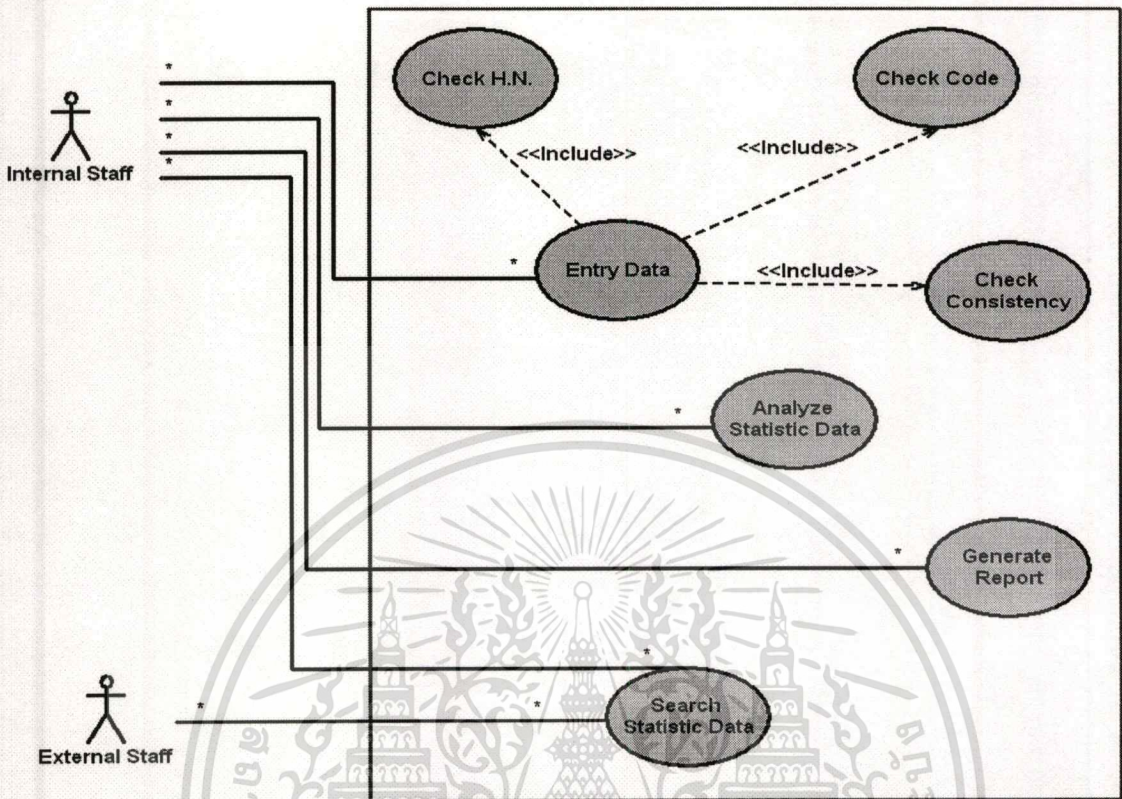 Check H.N.
Check Code
*
*
*
*
Internal Staff
<<Include>>
<<Include>>
*
Entry Data
<<Include>>
Check
Consistency
*
Analyze
Statistic Data
*
Generate
Report
*
*
*
Search
Statistic Data
External Staff